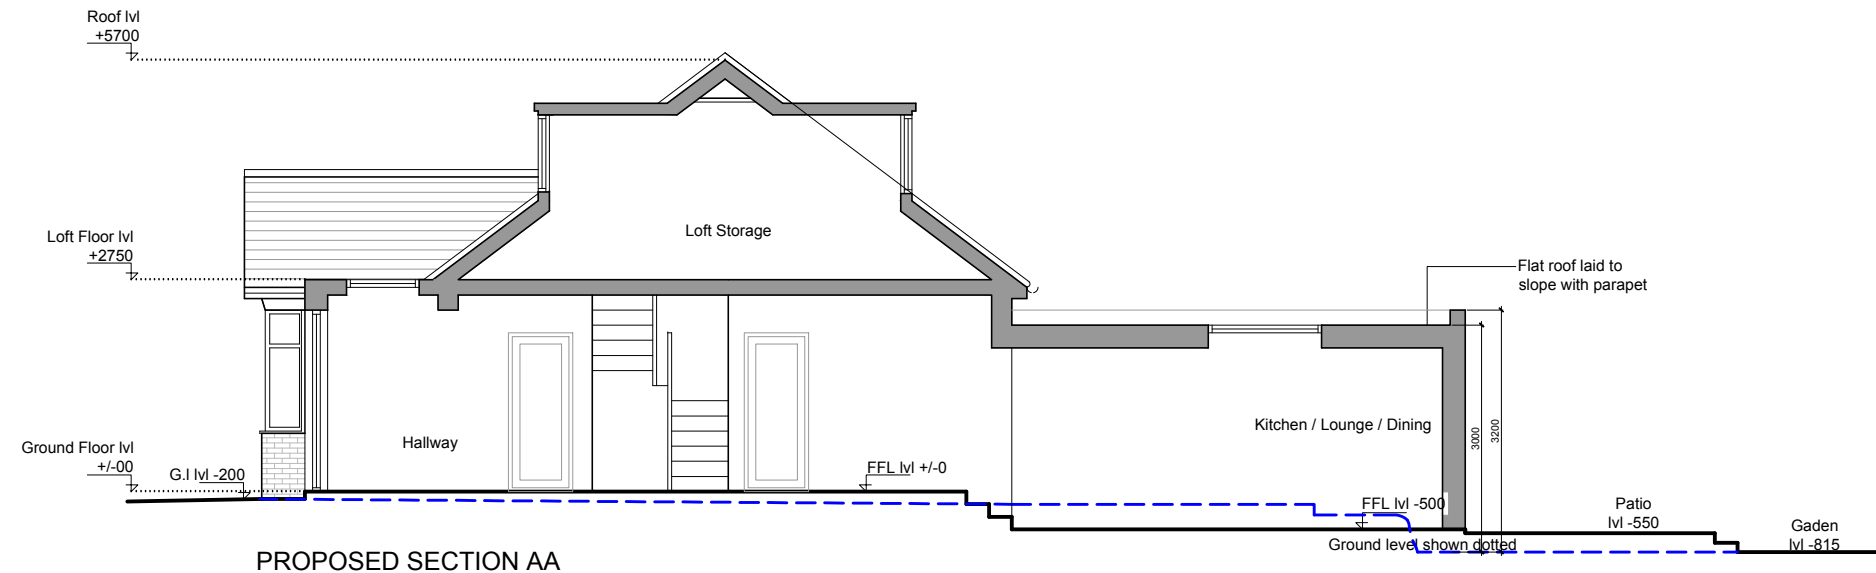 Roof lvl
+5700
Loft Floor lvl
+2750
Loft Storage
Flat roof laid to
slope with parapet
Ground Floor lvl
+/-00
G.l lvl -200
Hallway
FFL lvl +/-0
Kitchen / Lounge / Dining
3000
3200
FFL lvl -500
Ground level shown dotted
Patio
lvl -550
Gaden
lvl -815
PROPOSED SECTION AA